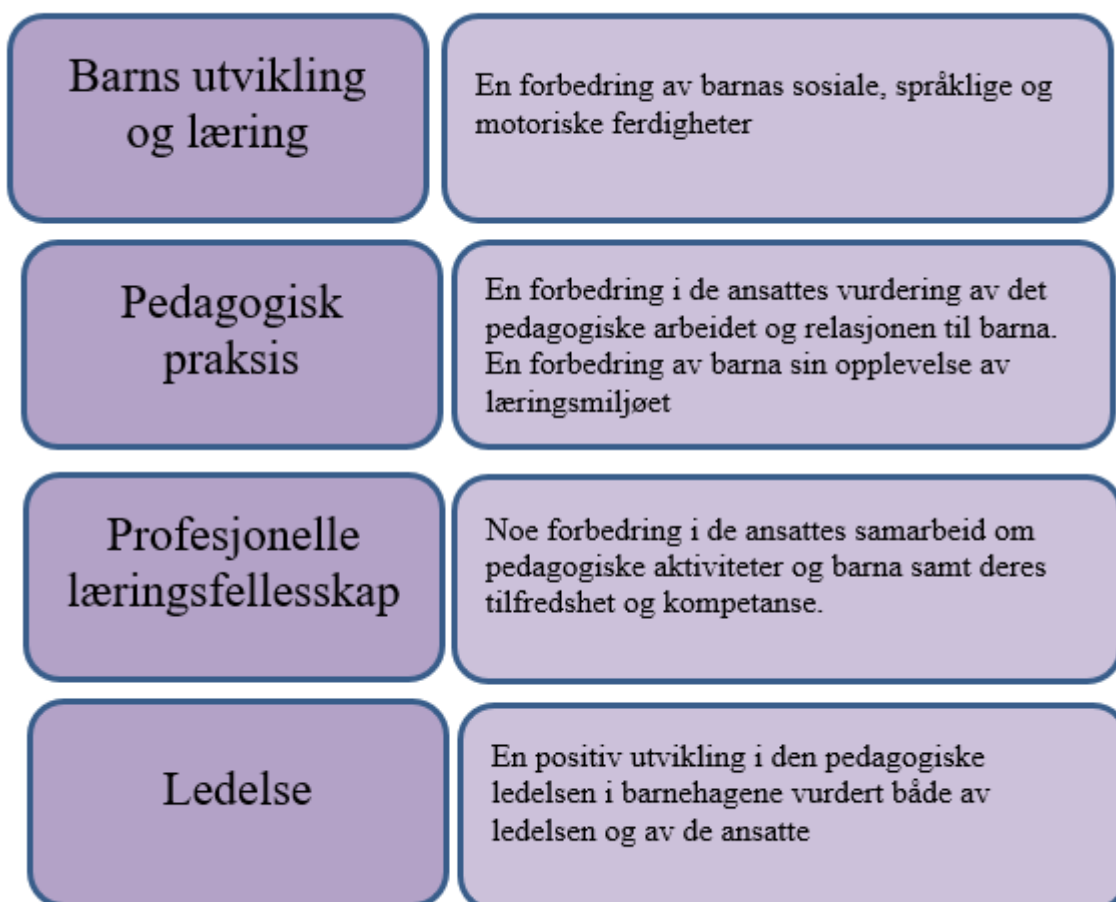 Barns utvikling
og læring
En forbedring av barnas sosiale, språklige og
motoriske ferdigheter
Pedagogisk
praksis
En forbedring i de ansattes vurdering av det
pedagogiske arbeidet og relasjonen til barna.
En forbedring av barna sin opplevelse av
læringsmiljøet
Profesjonelle
læringsfellesskap
Noe forbedring i de ansattes samarbeid om
pedagogiske aktiviteter og barna samt deres
tilfredshet og kompetanse.
Ledelse
En positiv utvikling i den pedagogiske
ledelsen i barnehagene vurdert både av
ledelsen og av de ansatte